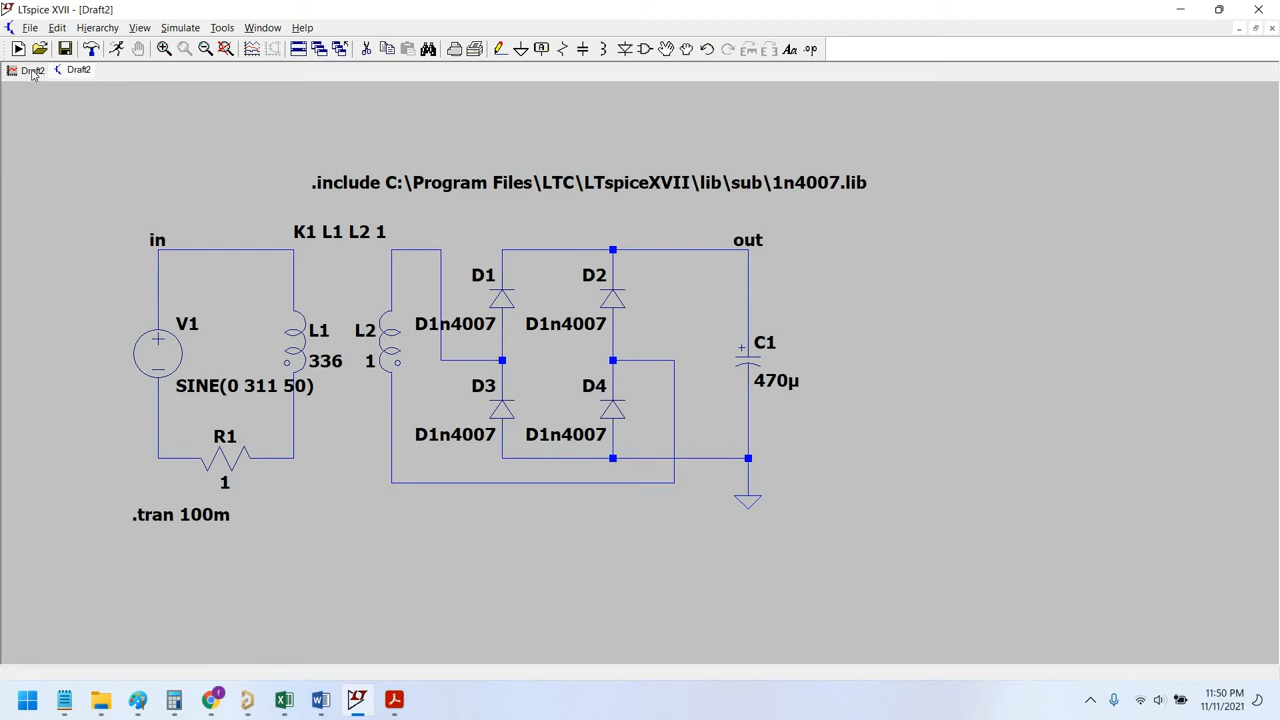 LTspice XVII - [Draft2]
File Edit Hierarchy View Simulate Tools Window Help
Draft2 Draft2
.include C:\Program Files\LTC\LTspiceXVII\lib\sub\1n4007.lib
K1 L1 L2 1
in
out
D1
D2
V1
D1n4007
D1n4007
L1
L2
C1
336
1
470µ
SINE(0 311 50)
D3
D4
R1
D1n4007
D1n4007
1
.tran 100m
11:50 PM
11/11/2021